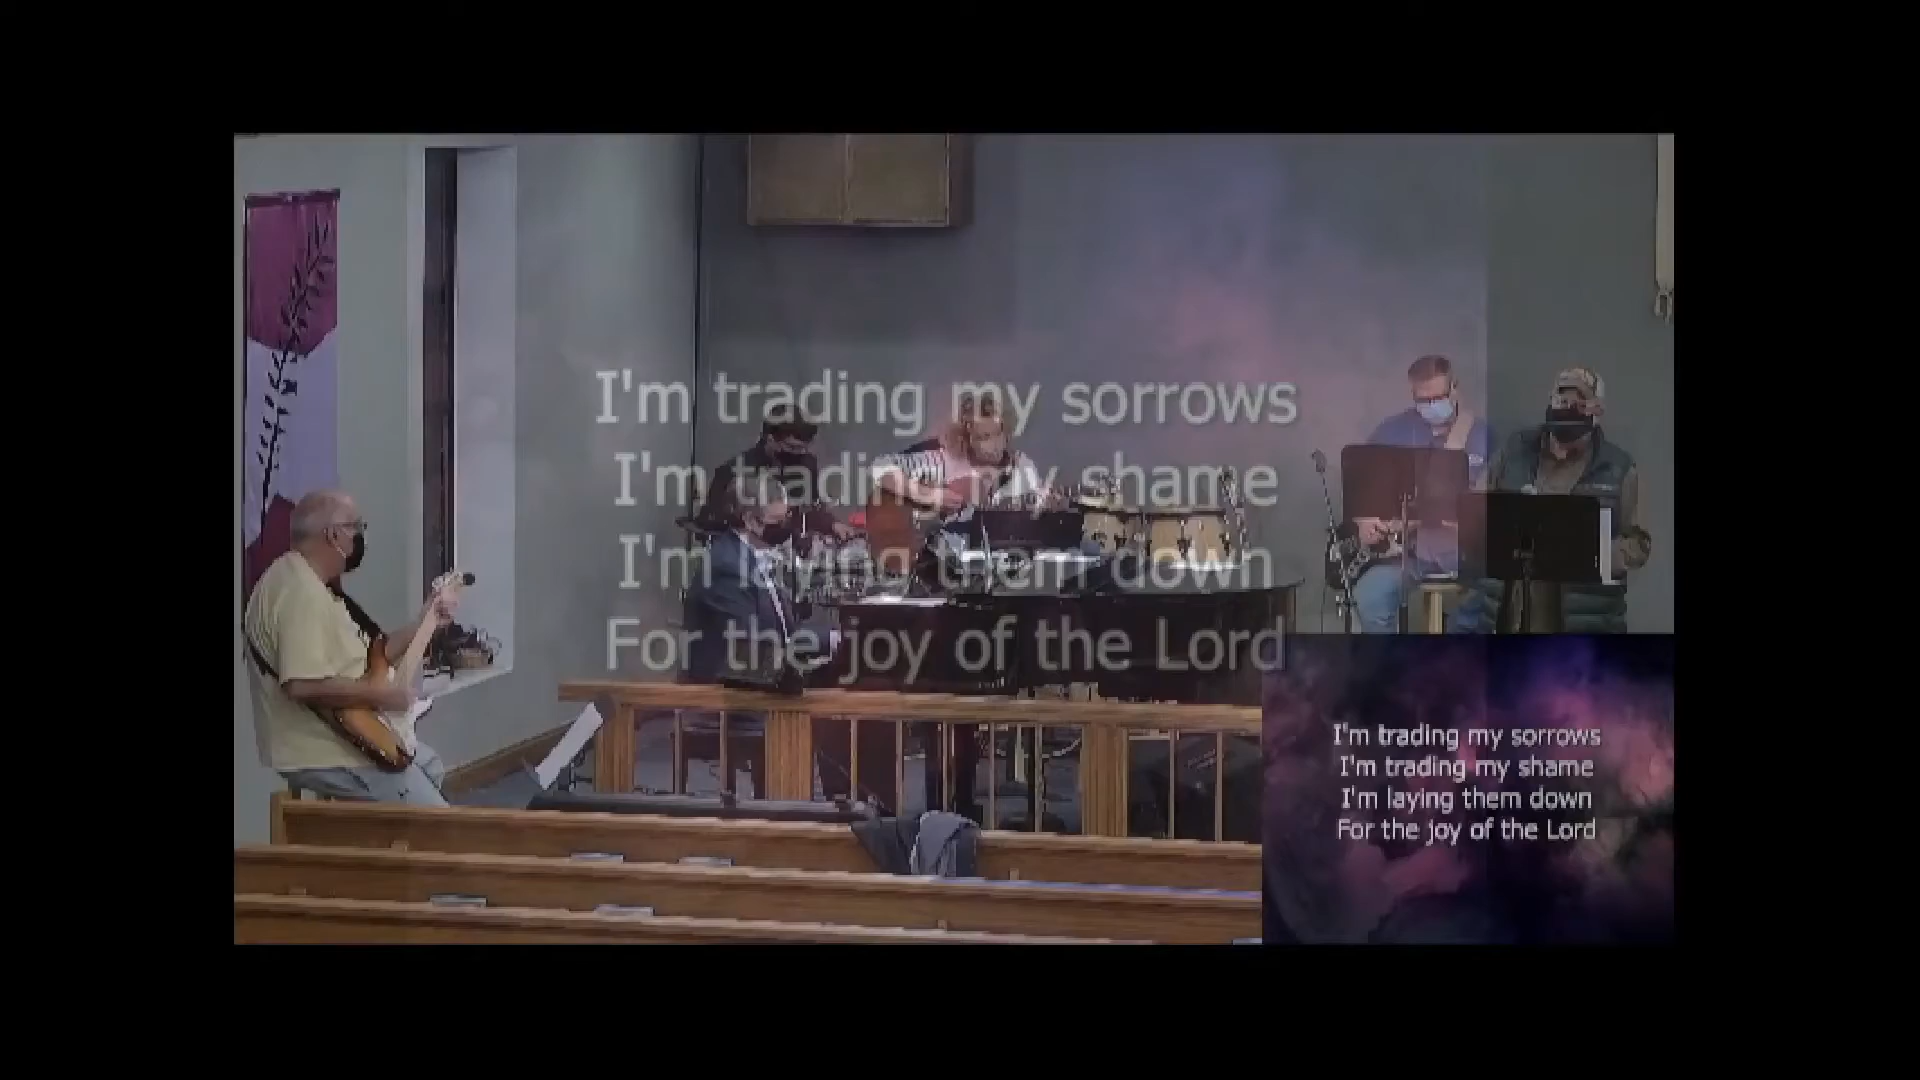 I'm trading my sorrows
I'm trading my shame
I'm laying them down
For the joy of the Lord
I'm trading my sorrows
I'm trading my shame
I'm laying them down
For the joy of the Lord